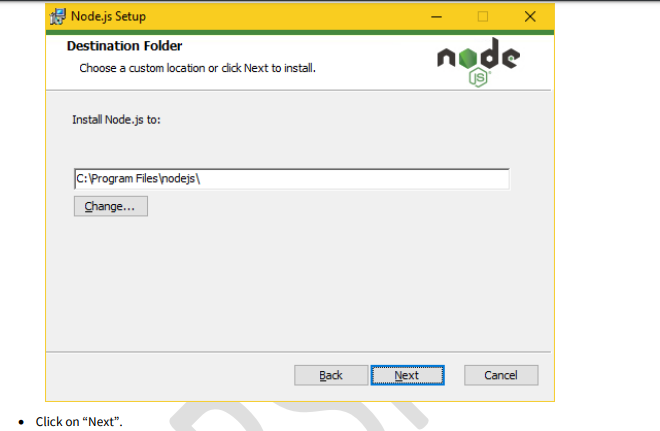 Node.js Setup
Destination Folder
Choose a custom location or click Next to install.
node
JS
Install Node.js to:
C:\Program Files\nodejs\
Change...
Back Next Cancel
• Click on “Next”.